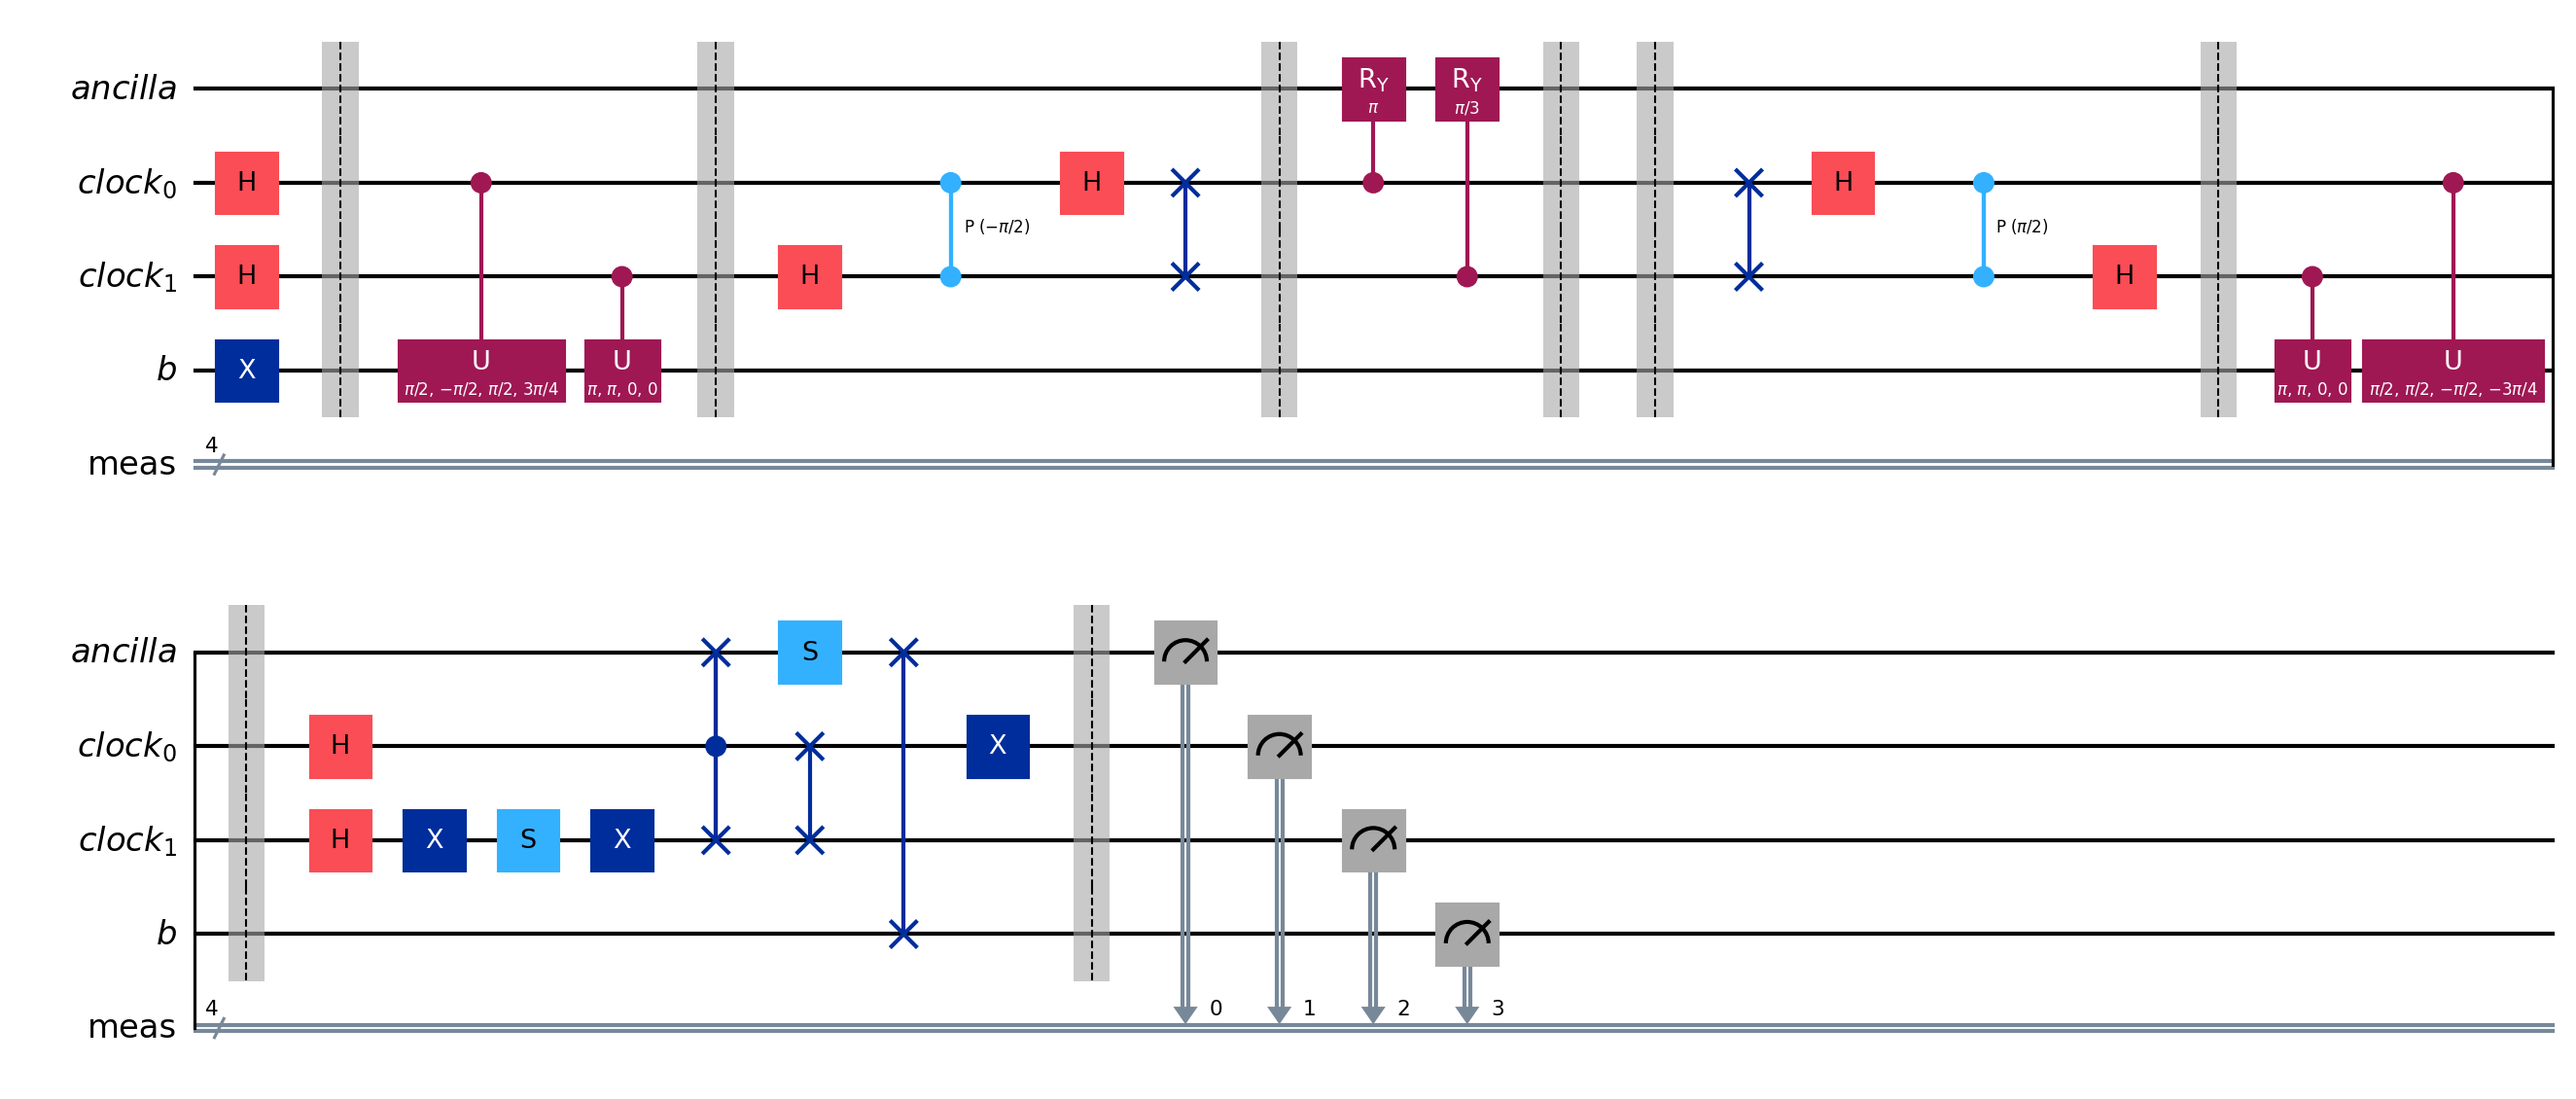 ancilla R_Y π R_Y π/3
clock_0 H P (−π/2) H H P (π/2)
clock_1 H H H
b X U π/2, −π/2, π/2, 3π/4 U π, π, 0, 0 U π, π, 0, 0 U π/2, π/2, −π/2, −3π/4
meas 4
ancilla S
clock_0 H X
clock_1 H X S X
b
meas 4 0 1 2 3